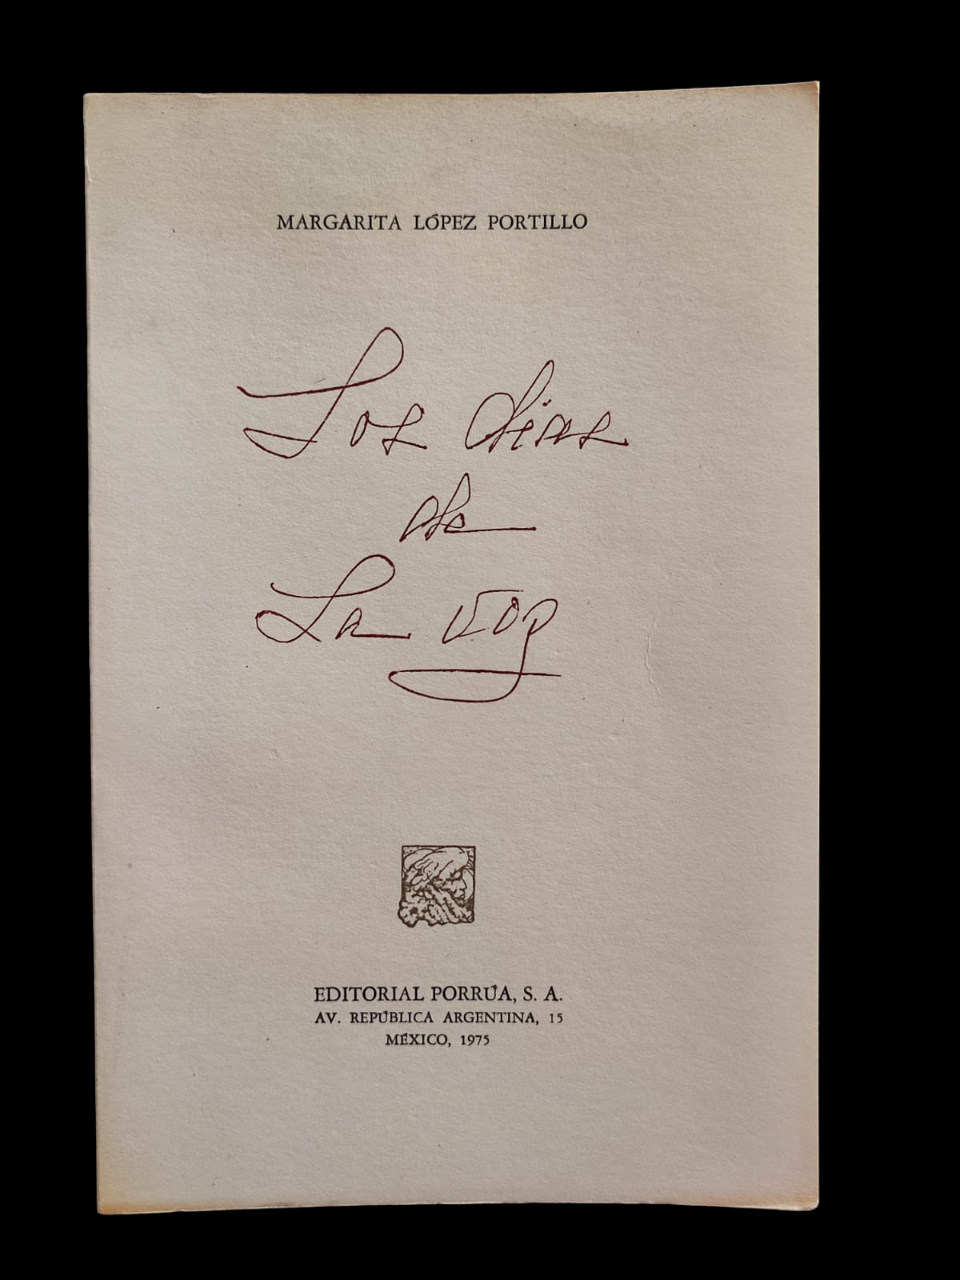 MARGARITA LÓPEZ PORTILLO
Los días
de
La voz
EDITORIAL PORRÚA, S. A.
AV. REPÚBLICA ARGENTINA, 15
MÉXICO, 1975